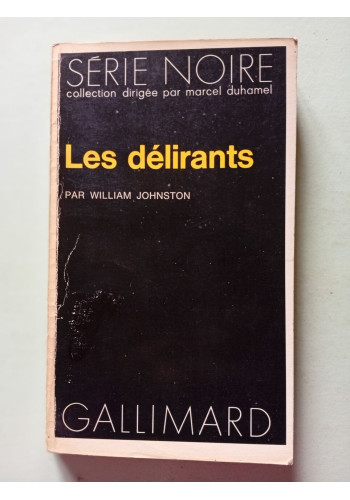 SÉRIE NOIRE
collection dirigée par marcel duhamel
Les délirants
PAR WILLIAM JOHNSTON
GALLIMARD